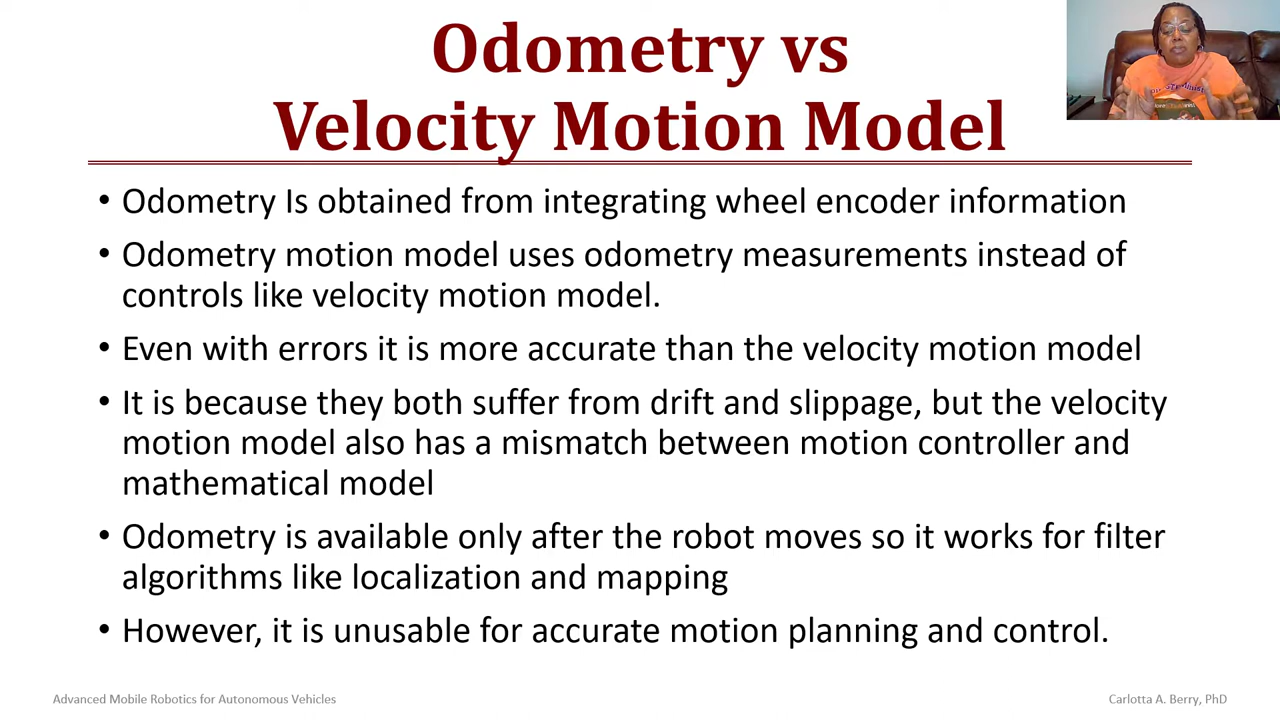 Odometry vs
Velocity Motion Model
• Odometry Is obtained from integrating wheel encoder information
• Odometry motion model uses odometry measurements instead of
controls like velocity motion model.
• Even with errors it is more accurate than the velocity motion model
• It is because they both suffer from drift and slippage, but the velocity
motion model also has a mismatch between motion controller and
mathematical model
• Odometry is available only after the robot moves so it works for filter
algorithms like localization and mapping
• However, it is unusable for accurate motion planning and control.
Advanced Mobile Robotics for Autonomous Vehicles
Carlotta A. Berry, PhD